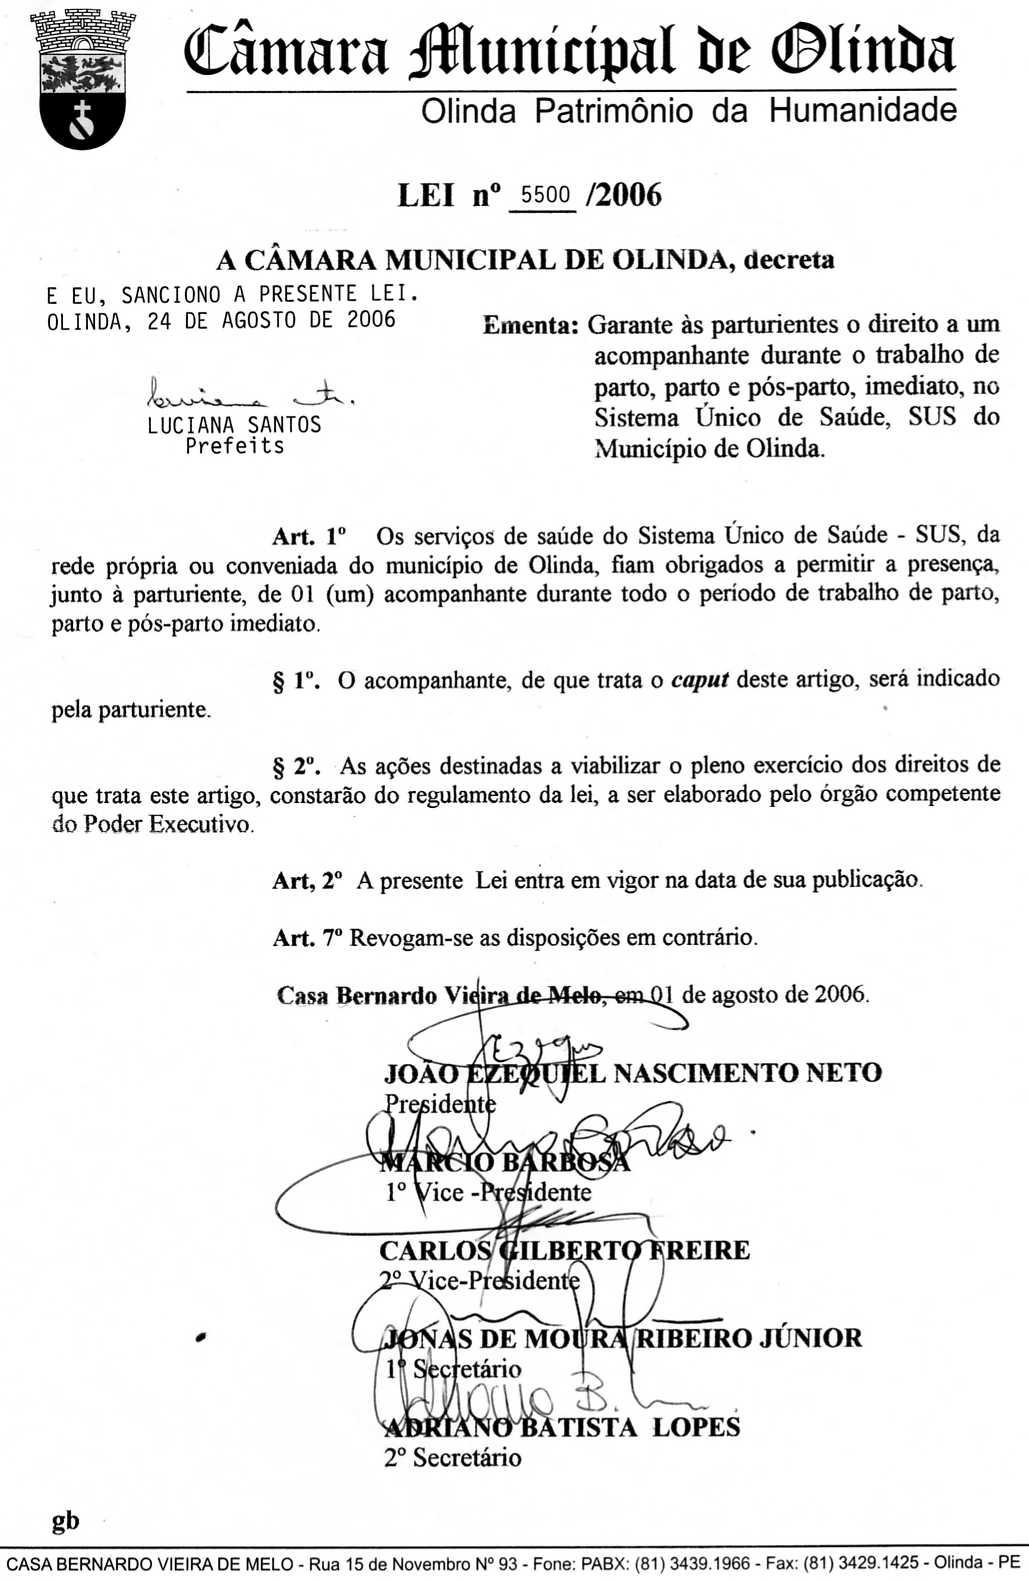 Câmara Municipal de Olinda
Olinda Patrimônio da Humanidade
LEI nº 5500 /2006
A CÂMARA MUNICIPAL DE OLINDA, decreta
E EU, SANCIONO A PRESENTE LEI.
OLINDA, 24 DE AGOSTO DE 2006
LUCIANA SANTOS
Prefeits
Ementa: Garante às parturientes o direito a um
acompanhante durante o trabalho de
parto, parto e pós-parto, imediato, no
Sistema Único de Saúde, SUS do
Município de Olinda.
Art. 1º Os serviços de saúde do Sistema Único de Saúde - SUS, da
rede própria ou conveniada do município de Olinda, fiam obrigados a permitir a presença,
junto à parturiente, de 01 (um) acompanhante durante todo o período de trabalho de parto,
parto e pós-parto imediato.
§ 1º. O acompanhante, de que trata o caput deste artigo, será indicado
pela parturiente.
§ 2º. As ações destinadas a viabilizar o pleno exercício dos direitos de
que trata este artigo, constarão do regulamento da lei, a ser elaborado pelo órgão competente
do Poder Executivo.
Art, 2º A presente Lei entra em vigor na data de sua publicação.
Art. 7º Revogam-se as disposições em contrário.
Casa Bernardo Vieira de Melo, em 01 de agosto de 2006.
JOÃO EZEQUIEL NASCIMENTO NETO
Presidente
MÁRCIO BARBOSA
1º Vice -Presidente
CARLOS GILBERTO FREIRE
2º Vice-Presidente
JONAS DE MOURA RIBEIRO JÚNIOR
1º Secretário
ADRIANO BATISTA LOPES
2º Secretário
gb
CASA BERNARDO VIEIRA DE MELO - Rua 15 de Novembro Nº 93 - Fone: PABX: (81) 3439.1966 - Fax: (81) 3429.1425 - Olinda - PE